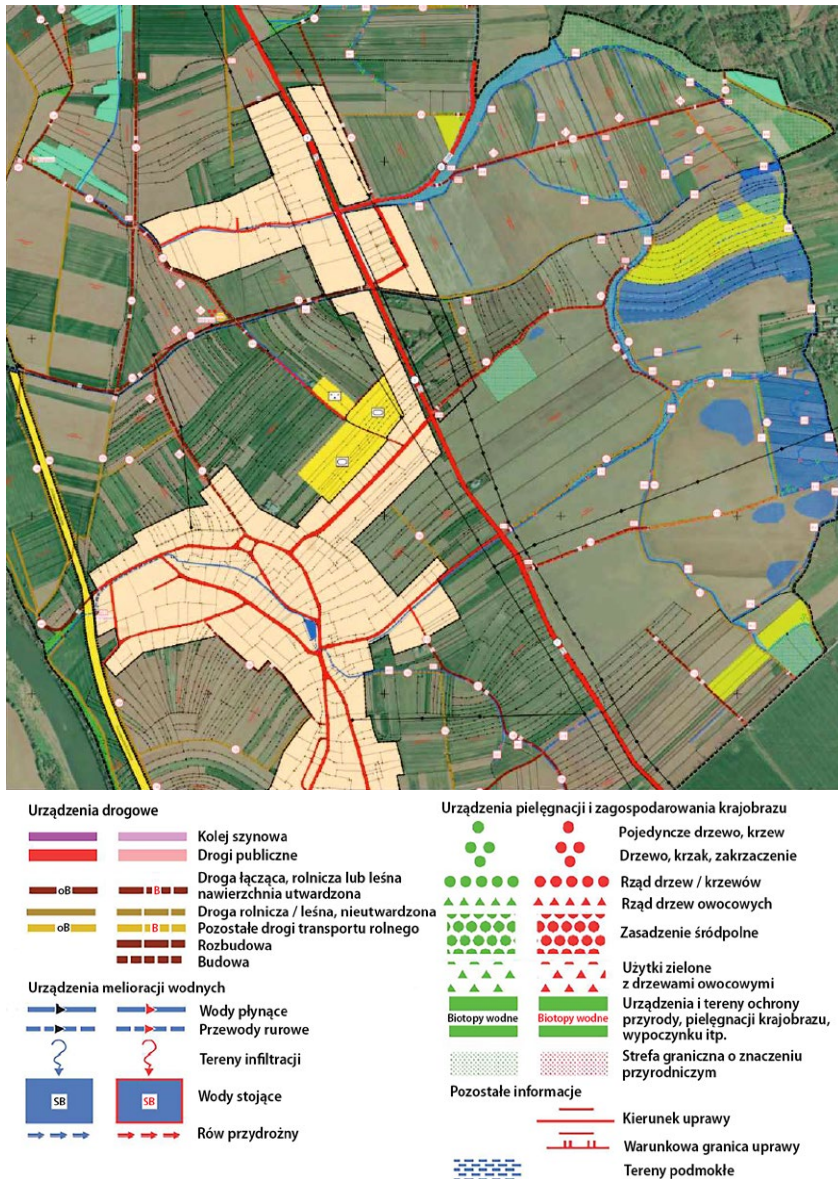 Urządzenia drogowe
Kolej szynowa
Drogi publiczne
oB B Droga łącząca, rolnicza lub leśna
nawierzchnia utwardzona
Droga rolnicza / leśna, nieutwardzona
oB B Pozostałe drogi transportu rolnego
Rozbudowa
Budowa
Urządzenia melioracji wodnych
Wody płynące
Przewody rurowe
Tereny infiltracji
SB SB Wody stojące
Rów przydrożny
Urządzenia pielęgnacji i zagospodarowania krajobrazu
Pojedyncze drzewo, krzew
Drzewo, krzak, zakrzaczenie
Rząd drzew / krzewów
Rząd drzew owocowych
Zasadzenie śródpolne
Użytki zielone
z drzewami owocowymi
Urządzenia i tereny ochrony
Biotopy wodne Biotopy wodne przyrody, pielęgnacji krajobrazu,
wypoczynku itp.
Strefa graniczna o znaczeniu
przyrodniczym
Pozostałe informacje
Kierunek uprawy
Warunkowa granica uprawy
Tereny podmokłe